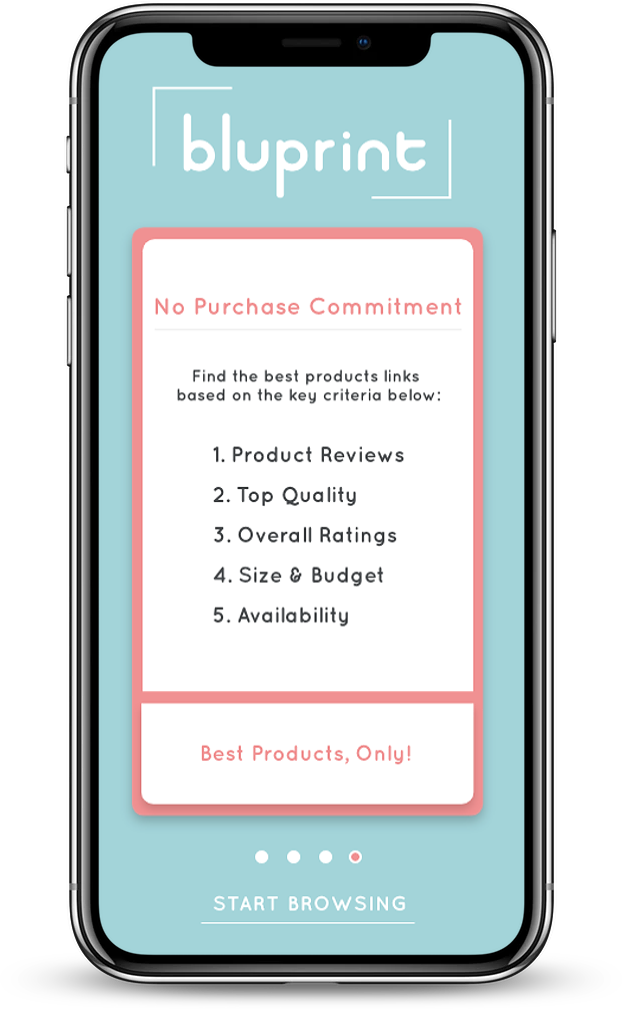 bluprint
No Purchase Commitment
Find the best products links
based on the key criteria below:
1. Product Reviews
2. Top Quality
3. Overall Ratings
4. Size & Budget
5. Availability
Best Products, Only!
START BROWSING